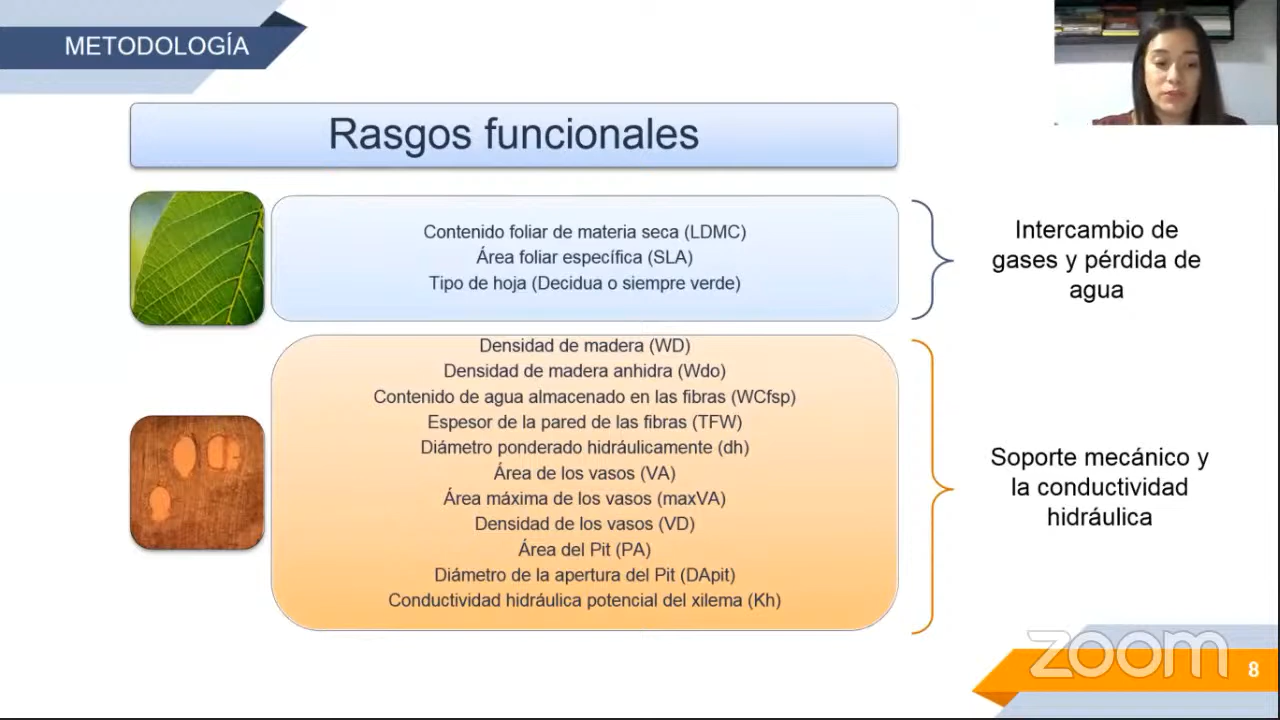 METODOLOGÍA
Rasgos funcionales
Contenido foliar de materia seca (LDMC)
Área foliar específica (SLA)
Tipo de hoja (Decidua o siempre verde)
Intercambio de
gases y pérdida de
agua
Densidad de madera (WD)
Densidad de madera anhidra (Wdo)
Contenido de agua almacenado en las fibras (WCfsp)
Espesor de la pared de las fibras (TFW)
Diámetro ponderado hidráulicamente (dh)
Área de los vasos (VA)
Área máxima de los vasos (maxVA)
Densidad de los vasos (VD)
Área del Pit (PA)
Diámetro de la apertura del Pit (DApit)
Conductividad hidráulica potencial del xilema (Kh)
Soporte mecánico y
la conductividad
hidráulica
zoom
8